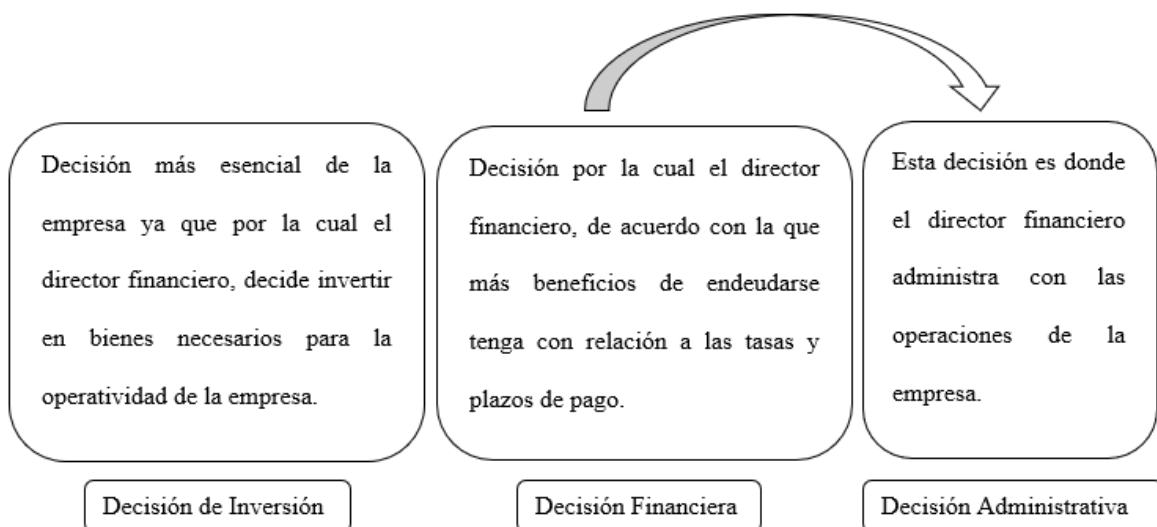 Decisión más esencial de la
empresa ya que por la cual el
director financiero, decide invertir
en bienes necesarios para la
operatividad de la empresa.
Decisión por la cual el director
financiero, de acuerdo con la que
más beneficios de endeudarse
tenga con relación a las tasas y
plazos de pago.
Esta decisión es donde
el director financiero
administra con las
operaciones de la
empresa.
Decisión de Inversión
Decisión Financiera
Decisión Administrativa